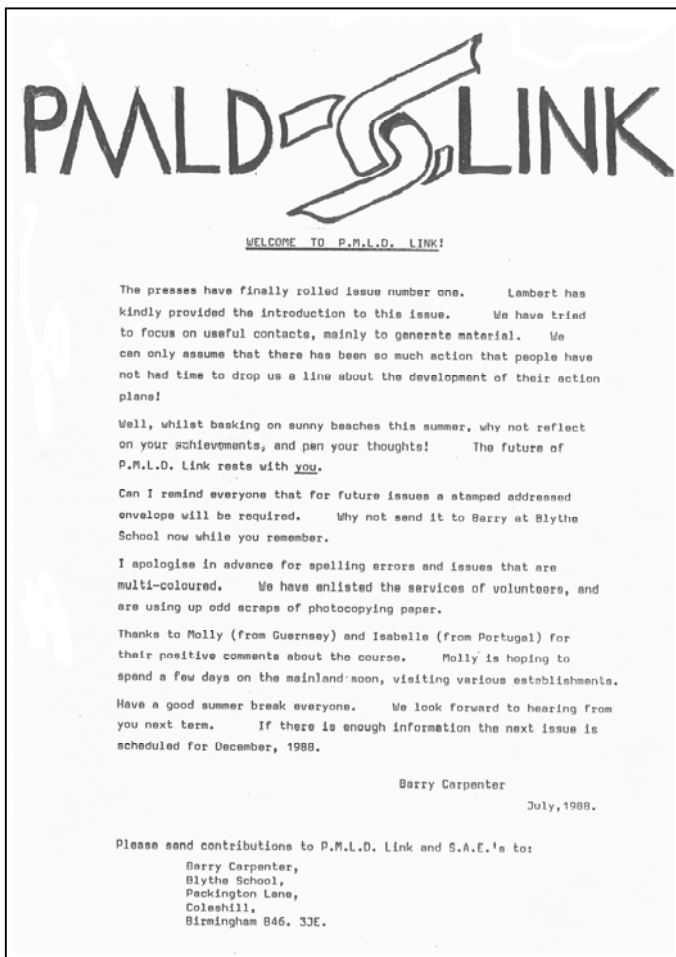 PMLD LINK
WELCOME TO P.M.L.D. LINK!
The presses have finally rolled issue number one. Lambert has
kindly provided the introduction to this issue. We have tried
to focus on useful contacts, mainly to generate material. We
can only assume that there has been so much action that people have
not had time to drop us a line about the development of their action
plans!
Well, whilst basking on sunny beaches this summer, why not reflect
on your achievements, and pen your thoughts! The future of
P.M.L.D. Link rests with you.
Can I remind everyone that for future issues a stamped addressed
envelope will be required. Why not send it to Barry at Blythe
School now while you remember.
I apologise in advance for spelling errors and issues that are
multi-coloured. We have enlisted the services of volunteers, and
are using up odd scraps of photocopying paper.
Thanks to Molly (from Guernsey) and Isabelle (from Portugal) for
their positive comments about the course. Molly is hoping to
spend a few days on the mainland soon, visiting various establishments.
Have a good summer break everyone. We look forward to hearing from
you next term. If there is enough information the next issue is
scheduled for December, 1988.
Barry Carpenter
July, 1988.
Please send contributions to P.M.L.D. Link and S.A.E.'s to:
Barry Carpenter,
Blythe School,
Packington Lane,
Coleshill,
Birmingham B46. 3JE.